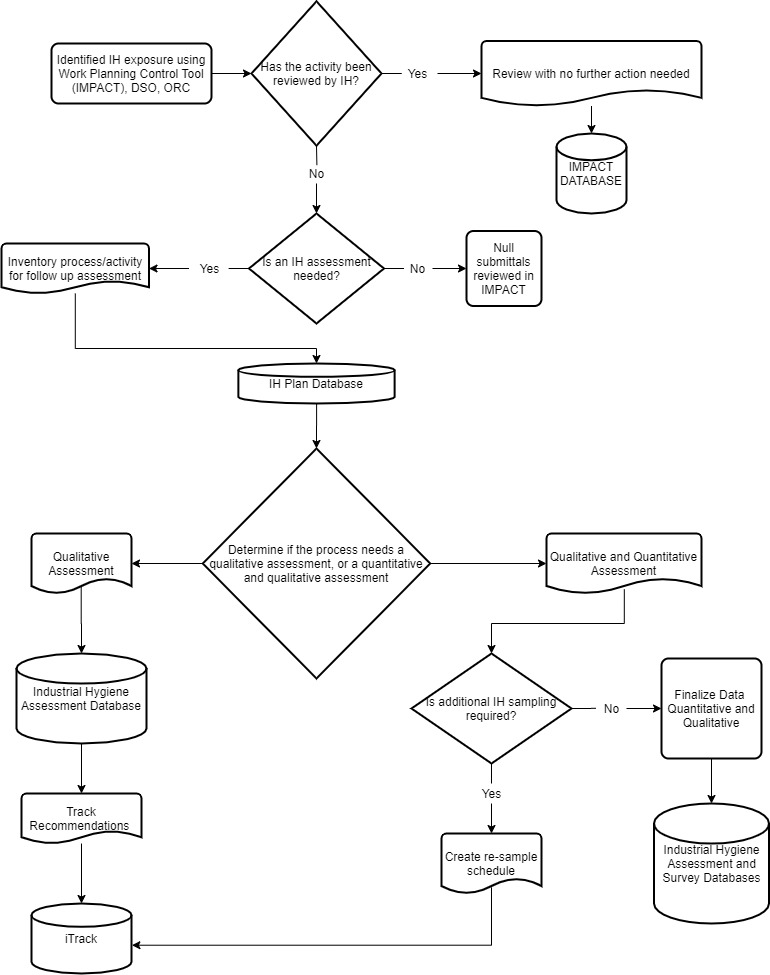 Identified IH exposure using
Work Planning Control Tool
(IMPACT), DSO, ORC
Has the activity been
reviewed by IH?
Yes
Review with no further action needed
IMPACT
DATABASE
No
Is an IH assessment
needed?
Yes
Inventory process/activity
for follow up assessment
No
Null
submittals
reviewed in
IMPACT
IH Plan Database
Determine if the process needs a
qualitative assessment, or a quantitative
and qualitative assessment
Qualitative
Assessment
Qualitative and Quantitative
Assessment
Industrial Hygiene
Assessment Database
Is additional IH sampling
required?
No
Finalize Data
Quantitative and
Qualitative
Yes
Track
Recommendations
Create re-sample
schedule
Industrial Hygiene
Assessment and
Survey Databases
iTrack